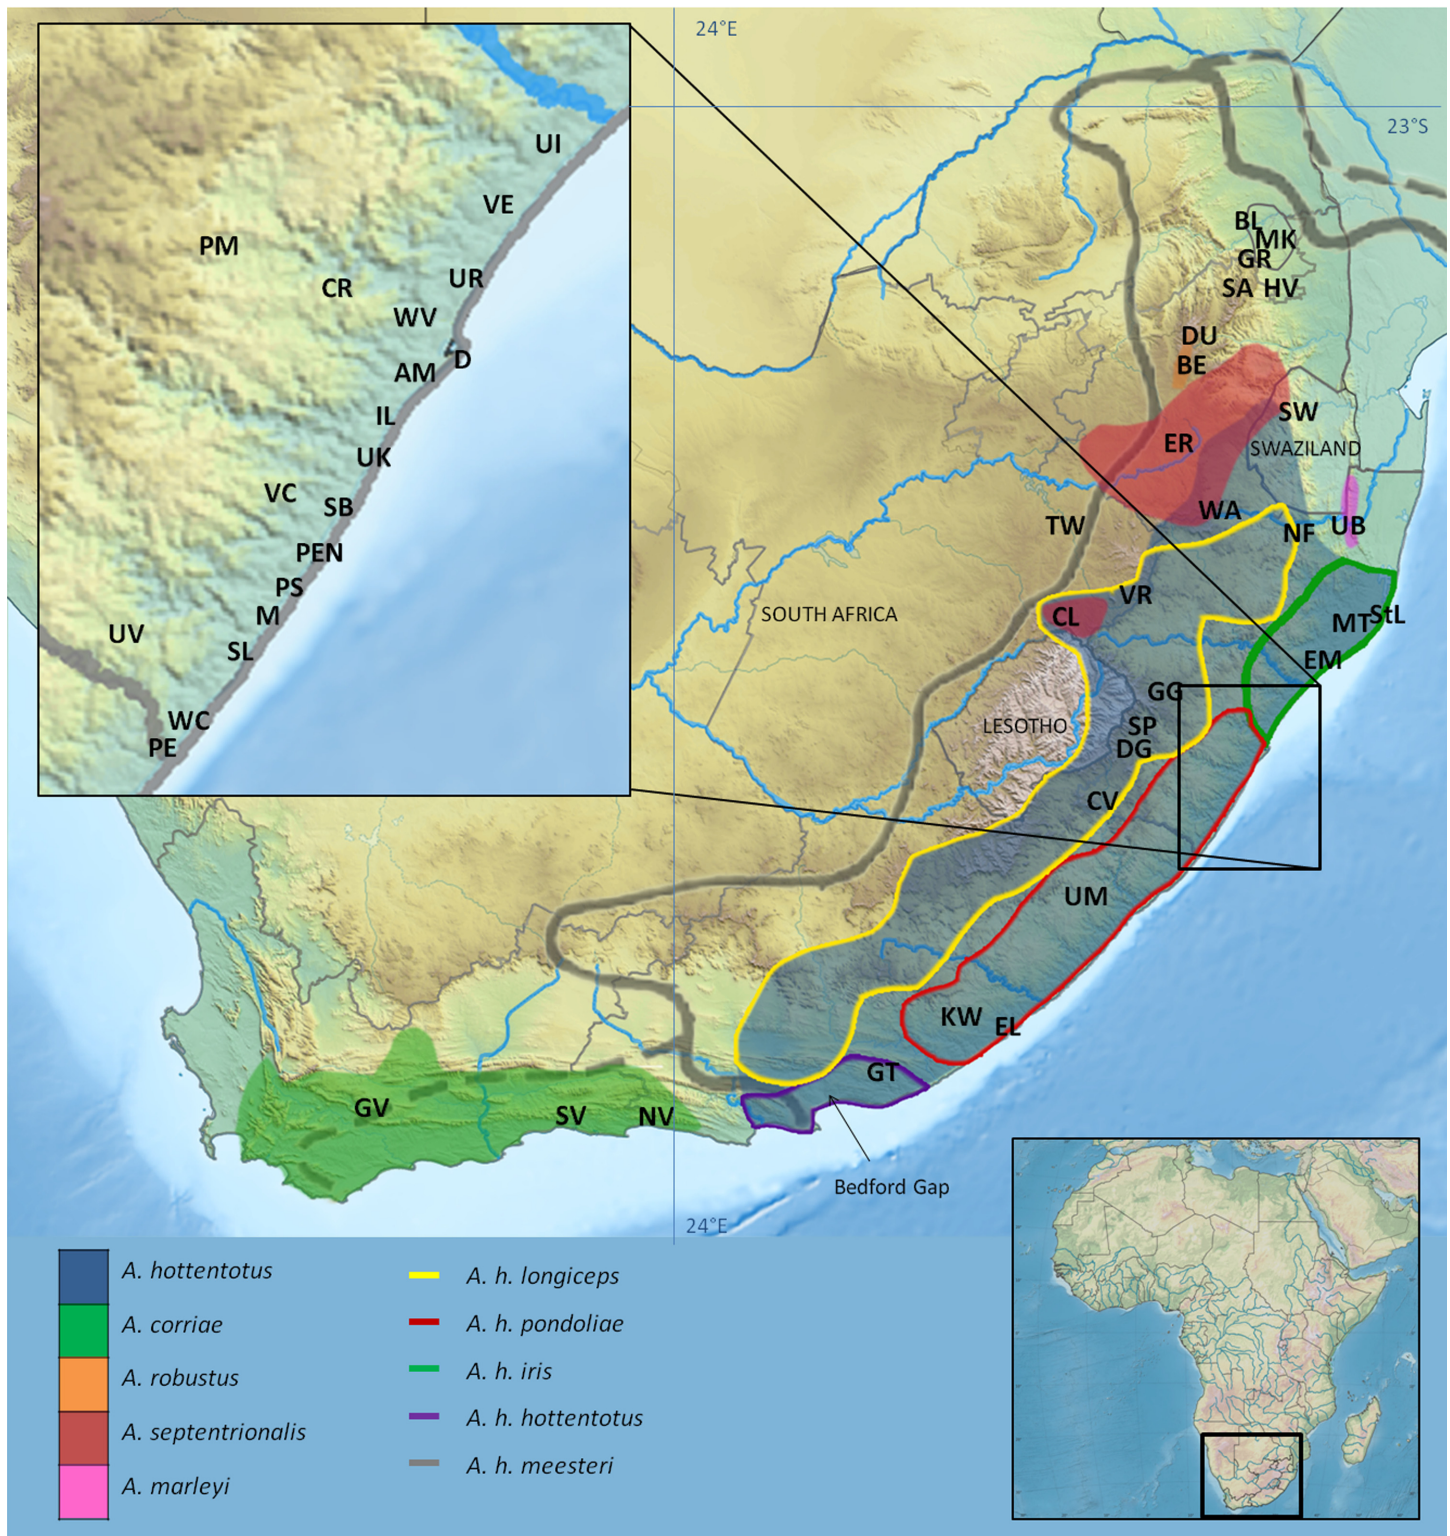 24°E
23°S
UI
VE
PM
UR
CR
WV
D
AM
IL
UK
VC
SB
PEN
PS
M
UV
SL
WC
PE
BL
MK
GR
SA HV
DU
BE
SW
ER
SWAZILAND
WA
TW
NF
UB
VR
SOUTH AFRICA
CL
StL
MT
EM
GG
LESOTHO
SP
DG
CV
UM
KW
EL
GT
GV
SV
NV
Bedford Gap
24°E
A. hottentotus
A. corriae
A. robustus
A. septentrionalis
A. marleyi
A. h. longiceps
A. h. pondoliae
A. h. iris
A. h. hottentotus
A. h. meesteri